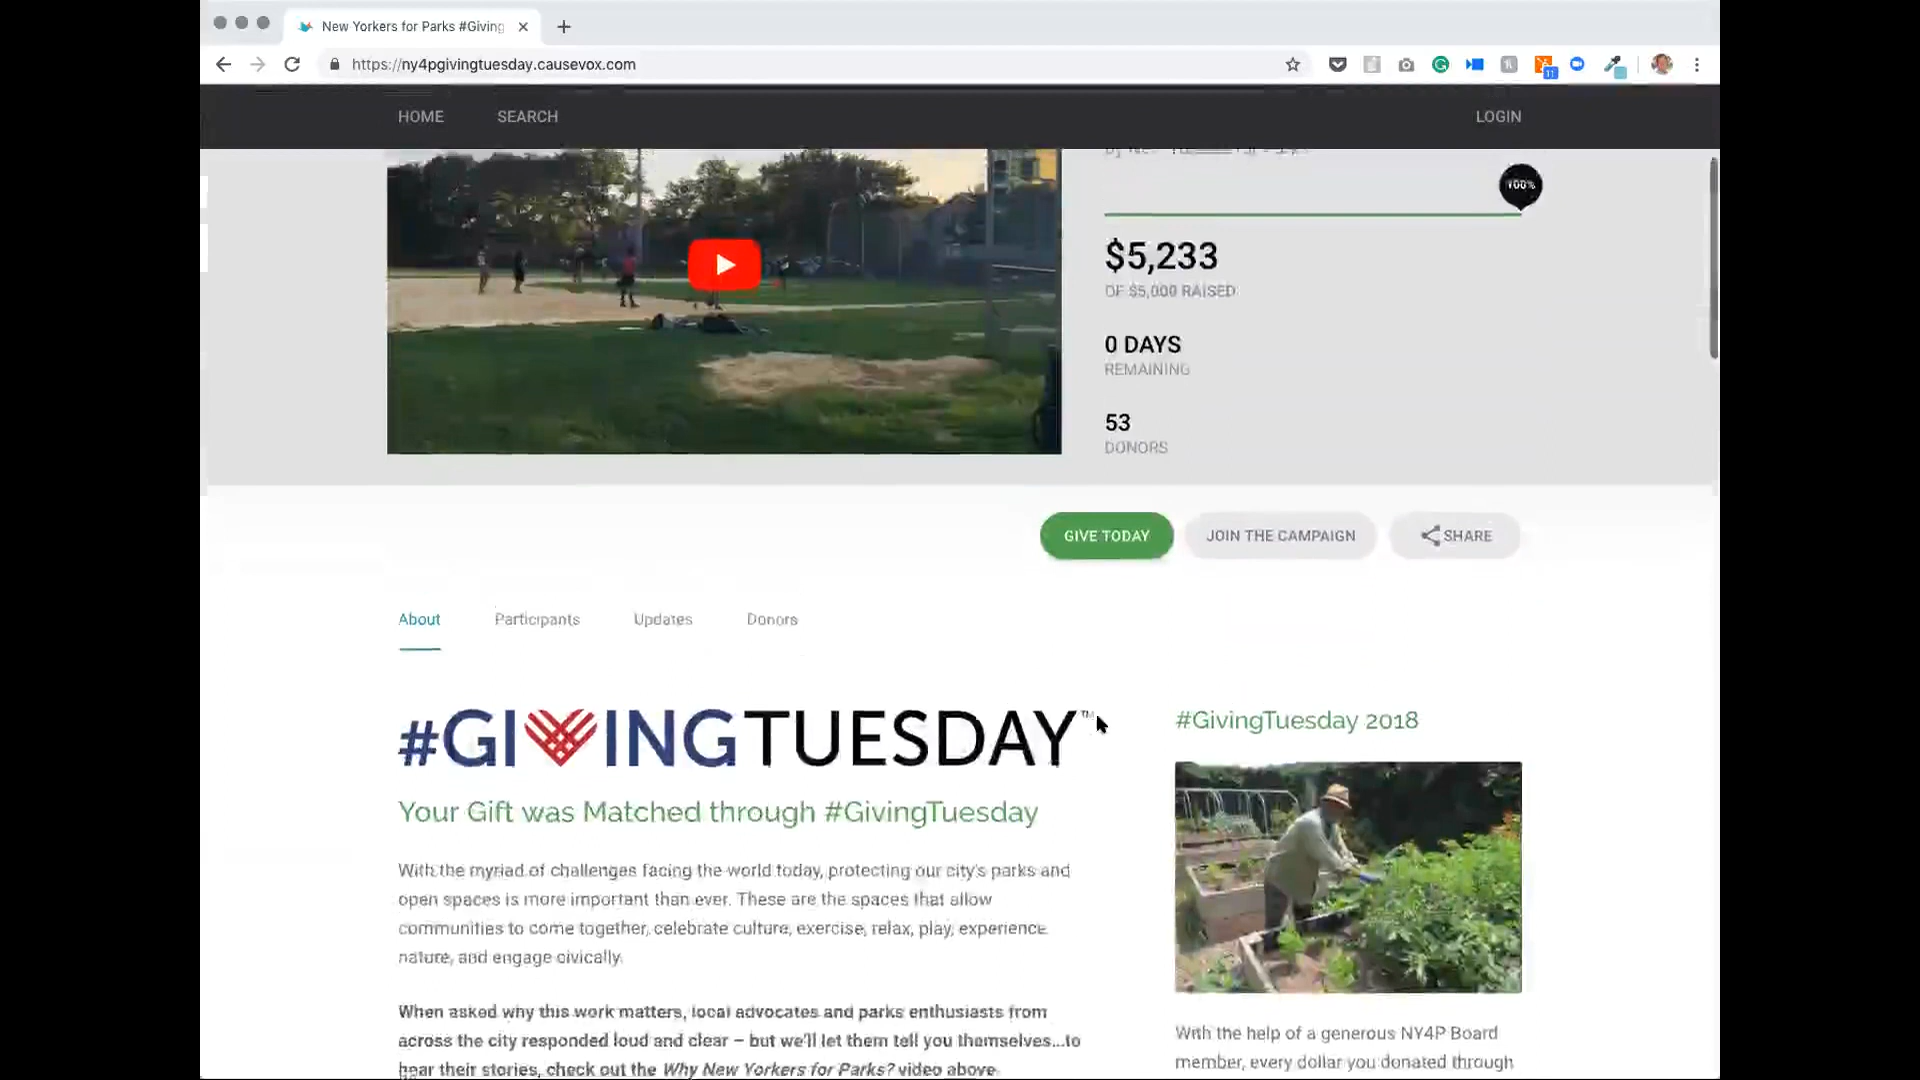 New Yorkers for Parks #Giving
https://ny4pgivingtuesday.causevox.com
11
HOME
SEARCH
LOGIN
100%
$5,233
OF $5,000 RAISED
0 DAYS
REMAINING
53
DONORS
GIVE TODAY
JOIN THE CAMPAIGN
SHARE
About
Participants
Updates
Donors
#GIVINGTUESDAY™
#GivingTuesday 2018
Your Gift was Matched through #GivingTuesday
With the myriad of challenges facing the world today, protecting our city's parks and
open spaces is more important than ever. These are the spaces that allow
communities to come together, celebrate culture, exercise, relax, play, experience
nature, and engage civically.
When asked why this work matters, local advocates and parks enthusiasts from
across the city responded loud and clear – but we'll let them tell you themselves...to
hear their stories, check out the Why New Yorkers for Parks? video above
With the help of a generous NY4P Board
member, every dollar you donated through